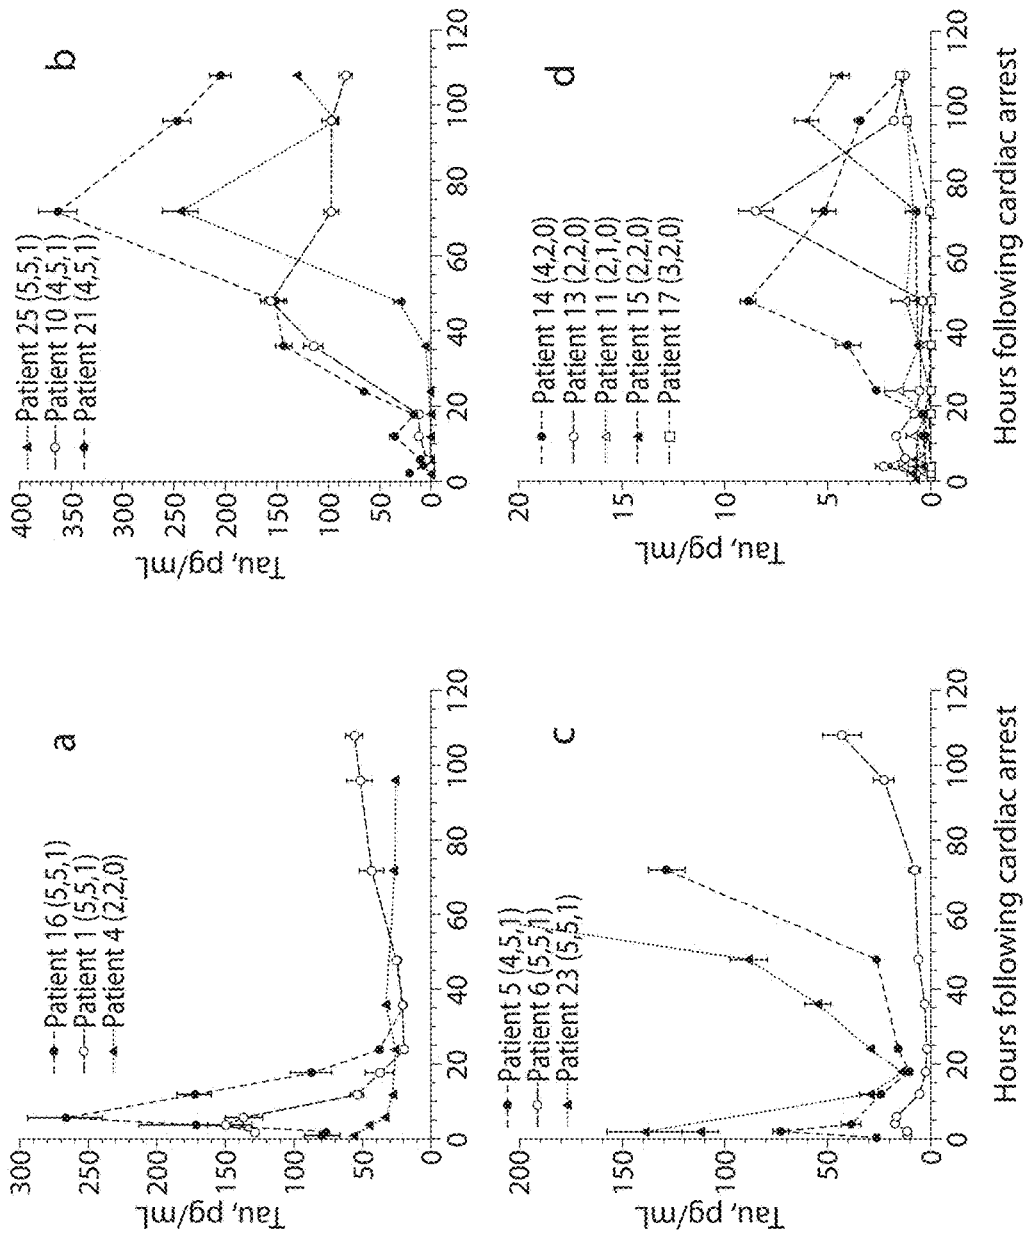 a
Patient 16 (5,5,1)
Patient 1 (5,5,1)
Patient 4 (2,2,0)
Tau, pg/mL
300
250
200
150
100
50
0
0 20 40 60 80 100 120
b
Patient 25 (5,5,1)
Patient 10 (4,5,1)
Patient 21 (4,5,1)
Tau, pg/mL
400
350
300
250
200
150
100
50
0
0 20 40 60 80 100 120
c
Patient 5 (4,5,1)
Patient 6 (5,5,1)
Patient 23 (5,5,1)
Tau, pg/mL
200
150
100
50
0
0 20 40 60 80 100 120
Hours following cardiac arrest
d
Patient 14 (4,2,0)
Patient 13 (2,2,0)
Patient 11 (2,1,0)
Patient 15 (2,2,0)
Patient 17 (3,2,0)
Tau, pg/mL
20
15
10
5
0
0 20 40 60 80 100 120
Hours following cardiac arrest